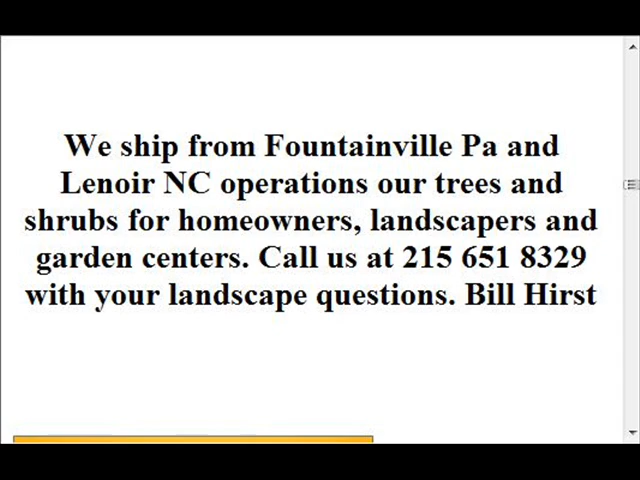 We ship from Fountainville Pa and
Lenoir NC operations our trees and
shrubs for homeowners, landscapers and
garden centers. Call us at 215 651 8329
with your landscape questions. Bill Hirst